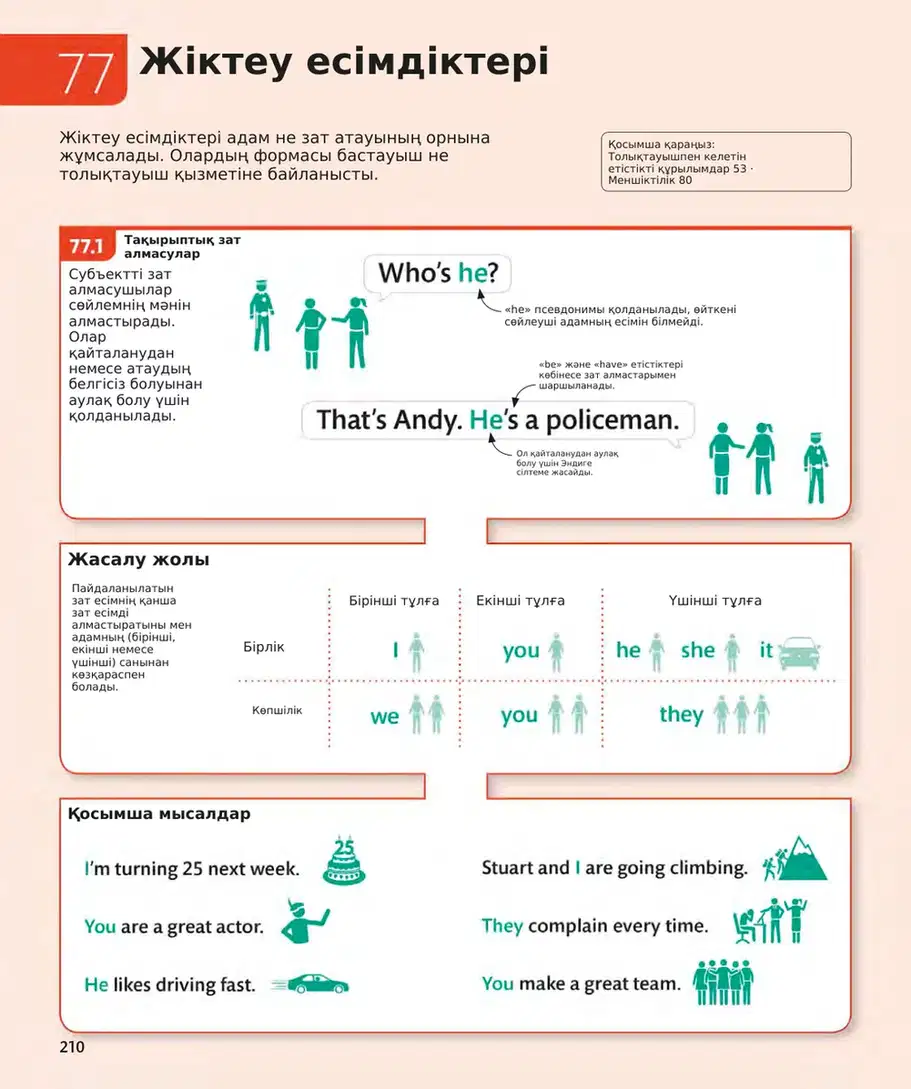 77
Жіктеу есімдіктері
Жіктеу есімдіктері адам не зат атауының орнына
жұмсалады. Олардың формасы бастауыш не
толықтауыш қызметіне байланысты.
Қосымша қараңыз:
Толықтауышпен келетін
етістікті құрылымдар 53 ·
Меншіктілік 80
77.1
Тақырыптық зат
алмасулар
Субъектті зат
алмасушылар
сөйлемнің мәнін
алмастырады.
Олар
қайталанудан
немесе атаудың
белгісіз болуынан
аулақ болу үшін
қолданылады.
Who's he?
«he» псевдонимы қолданылады, өйткені
сөйлеуші адамның есімін білмейді.
«be» және «have» етістіктері
көбінесе зат алмастарымен
шаршыланады.
That's Andy. He's a policeman.
Ол қайталанудан аулақ
болу үшін Эндиге
сілтеме жасайды.
Жасалу жолы
Пайдаланылатын
зат есімнің қанша
зат есімді
алмастыратыны мен
адамның (бірінші,
екінші немесе
үшінші) санынан
көзқараспен
болады.
Бірінші тұлға Екінші тұлға Үшінші тұлға
Бірлік I you he she it
Көпшілік we you they
Қосымша мысалдар
I'm turning 25 next week.
25
You are a great actor.
He likes driving fast.
Stuart and I are going climbing.
They complain every time.
You make a great team.
210